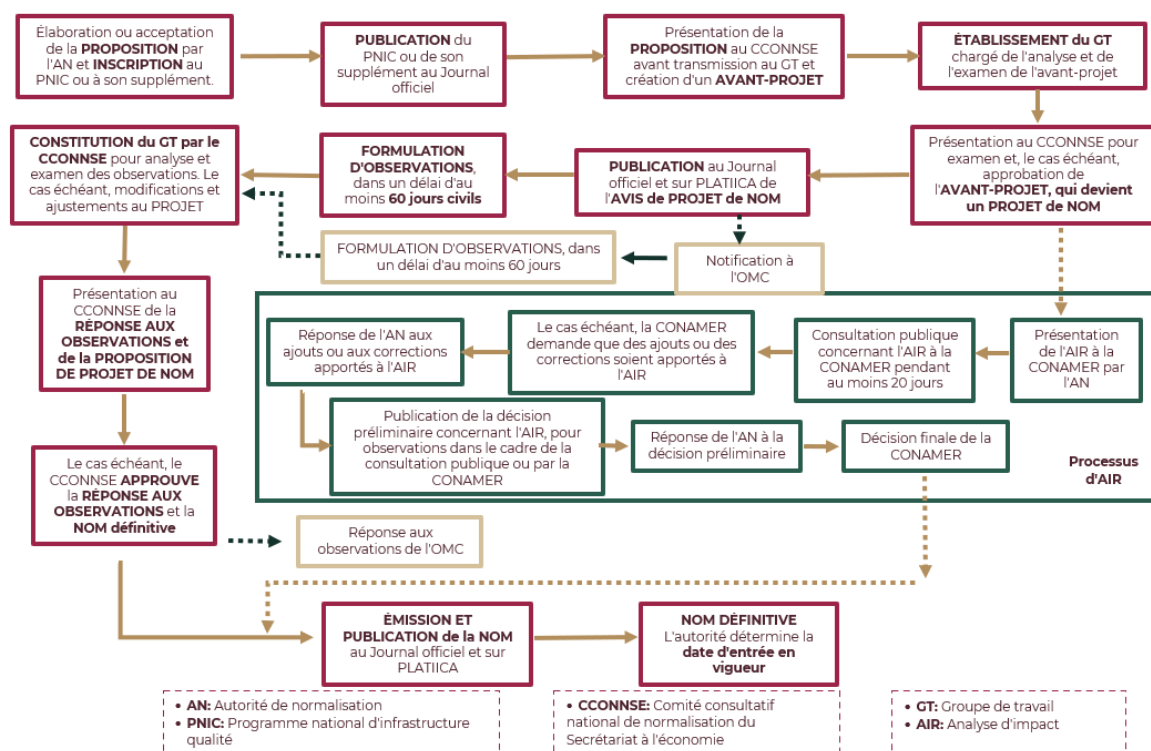 Élaboration ou acceptation
de la PROPOSITION par
l'AN et INSCRIPTION au
PNIC ou à son supplément.
PUBLICATION du
PNIC ou de son
supplément au Journal
officiel
Présentation de la
PROPOSITION au CCONNSE
avant transmission au GT et
création d'un AVANT-PROJET
ÉTABLISSEMENT du GT
chargé de l'analyse et de
l'examen de l'avant-projet
CONSTITUTION du GT par le
CCONNSE pour analyse et
examen des observations. Le
cas échéant, modifications et
ajustements au PROJET
FORMULATION
D'OBSERVATIONS,
dans un délai d'au
moins 60 jours civils
PUBLICATION au Journal
officiel et sur PLATIICA de
l'AVIS de PROJET de NOM
Présentation au CCONNSE pour
examen et, le cas échéant,
approbation de
l'AVANT-PROJET, qui devient
un PROJET de NOM
FORMULATION D'OBSERVATIONS, dans
un délai d'au moins 60 jours
Notification à
l'OMC
Présentation au
CCONNSE de la
RÉPONSE AUX
OBSERVATIONS et
de la PROPOSITION
DE PROJET DE NOM
Réponse de l'AN aux
ajouts ou aux corrections
apportés à l'AIR
Le cas échéant, la CONAMER
demande que des ajouts ou des
corrections soient apportés à
l'AIR
Consultation publique
concernant l'AIR à la
CONAMER pendant
au moins 20 jours
Présentation
de l'AIR à la
CONAMER par
l'AN
Publication de la décision
préliminaire concernant l'AIR, pour
observations dans le cadre de la
consultation publique ou par la
CONAMER
Réponse de l'AN à la
décision préliminaire
Décision finale de la
CONAMER
Processus
d'AIR
Le cas échéant, le
CCONNSE APPROUVE
la RÉPONSE AUX
OBSERVATIONS et la
NOM définitive
Réponse aux
observations de l'OMC
ÉMISSION ET
PUBLICATION de la NOM
au Journal officiel et sur
PLATIICA
NOM DÉFINITIVE
L'autorité détermine la
date d'entrée en
vigueur
• AN: Autorité de normalisation
• PNIC: Programme national d'infrastructure
qualité
• CCONNSE: Comité consultatif
national de normalisation du
Secrétariat à l'économie
• GT: Groupe de travail
• AIR: Analyse d'impact